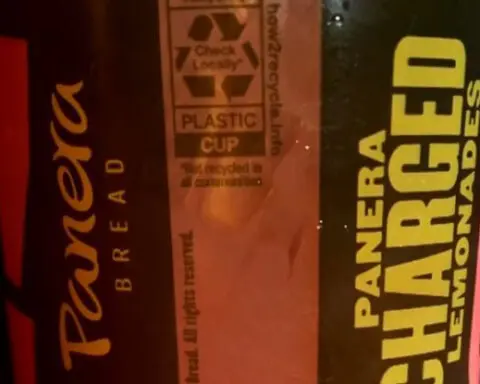 Panera
BREAD
Check
Locally*
PLASTIC
CUP
*Not recycled in
all communities
how2recycle.info
Bread. All rights reserved.
PANERA
CHARGED
LEMONADES